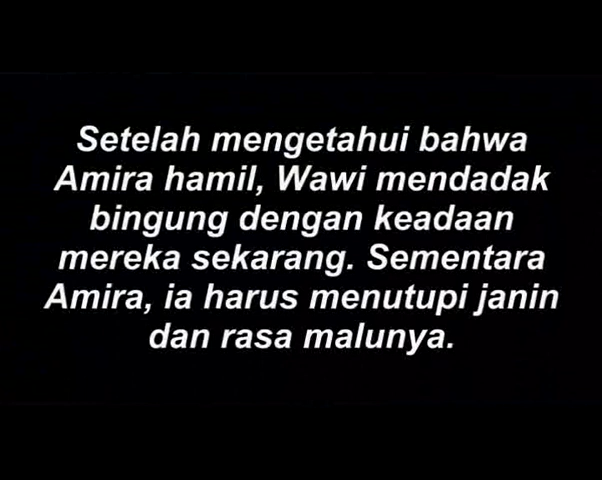 Setelah mengetahui bahwa
Amira hamil, Wawi mendadak
bingung dengan keadaan
mereka sekarang. Sementara
Amira, ia harus menutupi janin
dan rasa malunya.